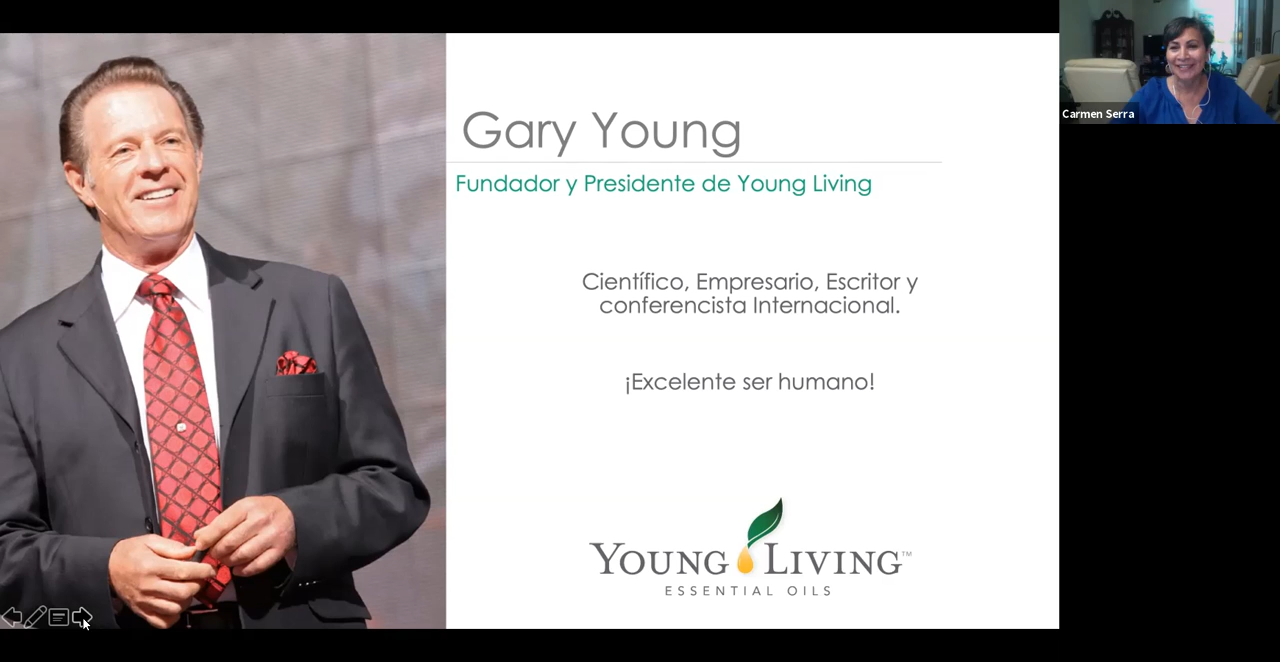 Gary Young
Fundador y Presidente de Young Living
Científico, Empresario, Escritor y
conferencista Internacional.
¡Excelente ser humano!
YOUNG LIVING™
ESSENTIAL OILS
Carmen Serra